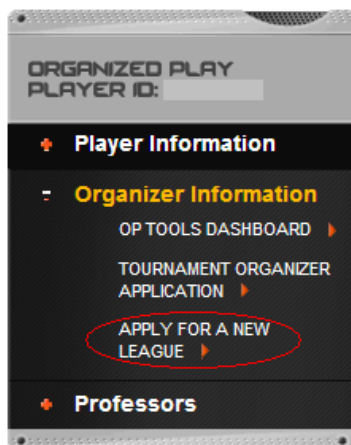 ORGANIZED PLAY
PLAYER ID:
Player Information
Organizer Information
OP TOOLS DASHBOARD
TOURNAMENT ORGANIZER
APPLICATION
APPLY FOR A NEW
LEAGUE
Professors